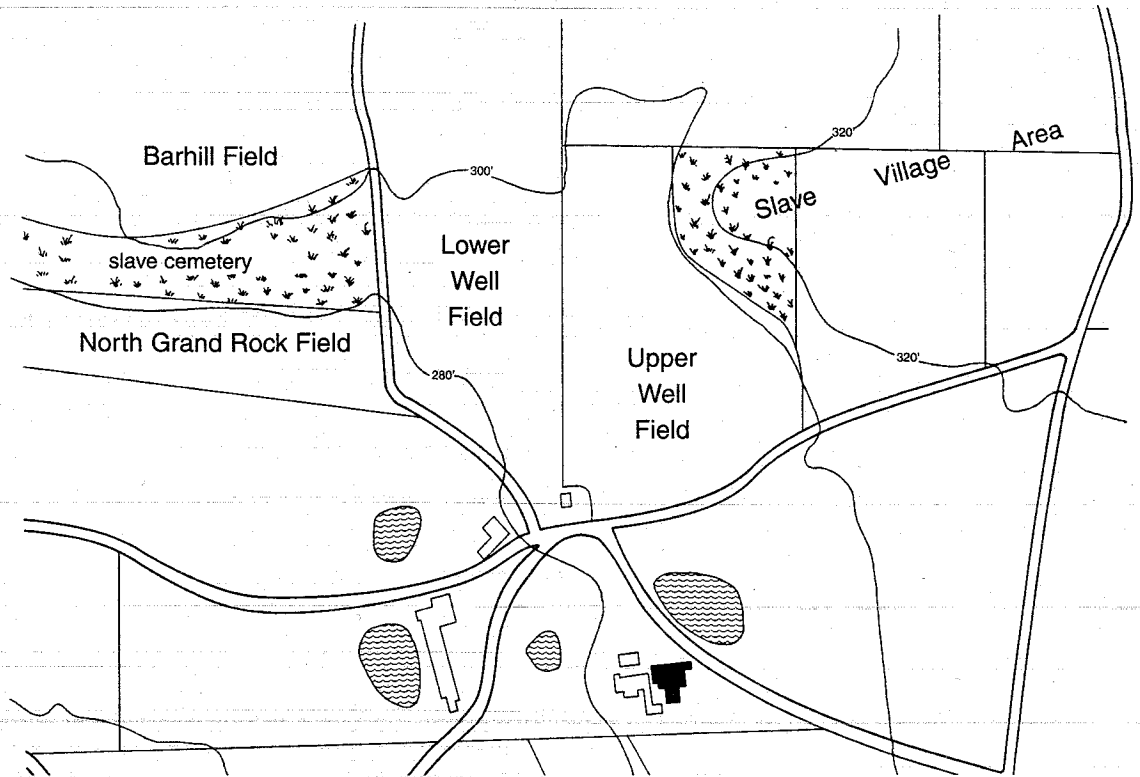 320'
Area
Barhill Field
Village
300'
Slave
Lower
Well
Field
slave cemetery
North Grand Rock Field
320'
Upper
Well
Field
280'